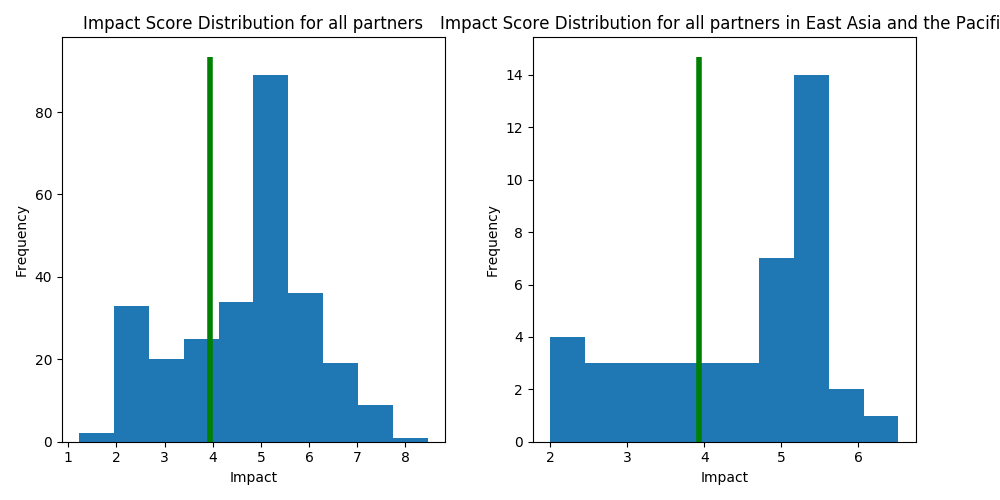 Impact Score Distribution for all partners
80
60
40
20
0
Frequency
1 2 3 4 5 6 7 8
Impact
Impact Score Distribution for all partners in East Asia and the Pacifi
14
12
10
8
6
4
2
0
Frequency
2 3 4 5 6
Impact